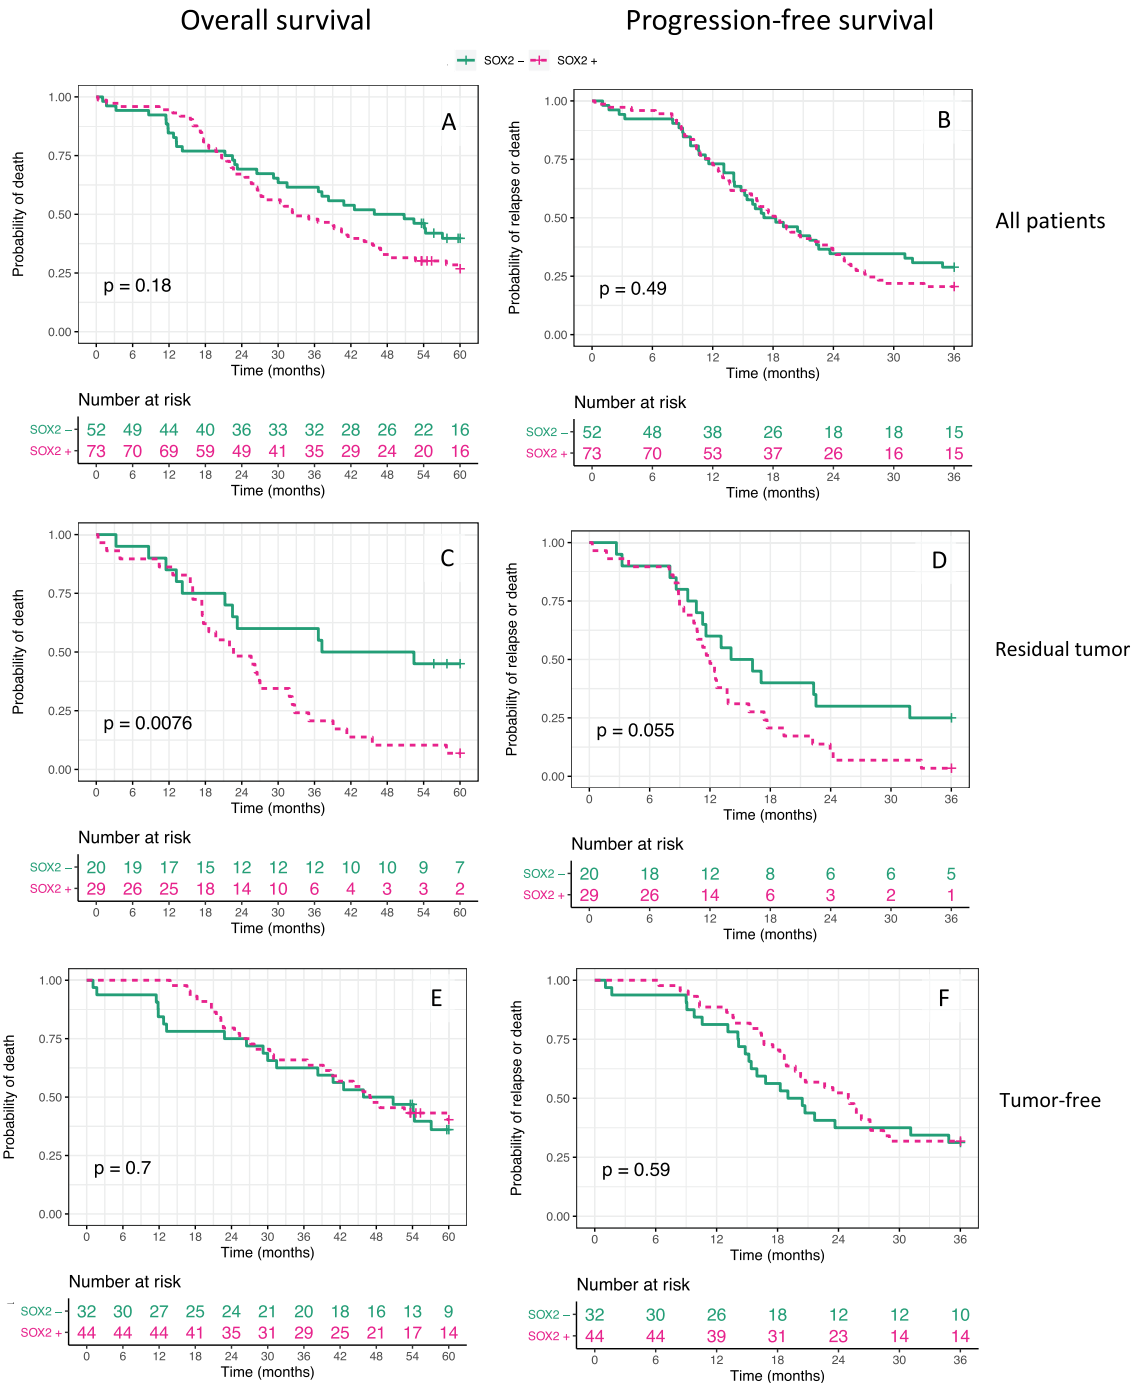 Overall survival
Progression-free survival
SOX2 −
SOX2 +
A
Probability of death
1.00
0.75
0.50
0.25
0.00
p = 0.18
0 6 12 18 24 30 36 42 48 54 60
Time (months)
Number at risk
SOX2 − 52 49 44 40 36 33 32 28 26 22 16
SOX2 + 73 70 69 59 49 41 35 29 24 20 16
0 6 12 18 24 30 36 42 48 54 60
Time (months)
B
Probability of relapse or death
1.00
0.75
0.50
0.25
0.00
p = 0.49
0 6 12 18 24 30 36
Time (months)
Number at risk
SOX2 − 52 48 38 26 18 18 15
SOX2 + 73 70 53 37 26 16 15
0 6 12 18 24 30 36
Time (months)
All patients
C
Probability of death
1.00
0.75
0.50
0.25
0.00
p = 0.0076
0 6 12 18 24 30 36 42 48 54 60
Time (months)
Number at risk
SOX2 − 20 19 17 15 12 12 12 10 10 9 7
SOX2 + 29 26 25 18 14 10 6 4 3 3 2
0 6 12 18 24 30 36 42 48 54 60
Time (months)
D
Probability of relapse or death
1.00
0.75
0.50
0.25
0.00
p = 0.055
0 6 12 18 24 30 36
Time (months)
Number at risk
SOX2 − 20 18 12 8 6 6 5
SOX2 + 29 26 14 6 3 2 1
0 6 12 18 24 30 36
Time (months)
Residual tumor
E
Probability of death
1.00
0.75
0.50
0.25
0.00
p = 0.7
0 6 12 18 24 30 36 42 48 54 60
Time (months)
Number at risk
SOX2 − 32 30 27 25 24 21 20 18 16 13 9
SOX2 + 44 44 44 41 35 31 29 25 21 17 14
0 6 12 18 24 30 36 42 48 54 60
Time (months)
F
Probability of relapse or death
1.00
0.75
0.50
0.25
0.00
p = 0.59
0 6 12 18 24 30 36
Time (months)
Number at risk
SOX2 − 32 30 26 18 12 12 10
SOX2 + 44 44 39 31 23 14 14
0 6 12 18 24 30 36
Time (months)
Tumor-free